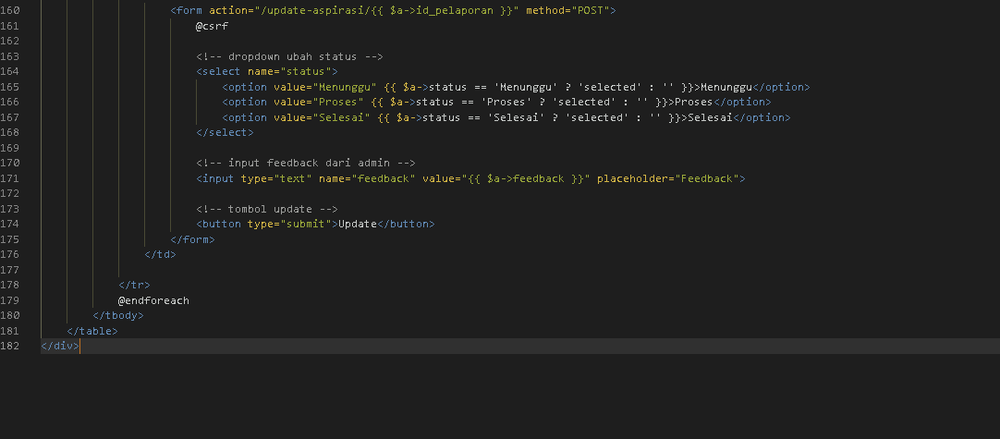 160 <form action="/update-aspirasi/{{ $a->id_pelaporan }}" method="POST">
161 @csrf
162
163 <!-- dropdown ubah status -->
164 <select name="status">
165 <option value="Menunggu" {{ $a->status == 'Menunggu' ? 'selected' : '' }}>Menunggu</option>
166 <option value="Proses" {{ $a->status == 'Proses' ? 'selected' : '' }}>Proses</option>
167 <option value="Selesai" {{ $a->status == 'Selesai' ? 'selected' : '' }}>Selesai</option>
168 </select>
169
170 <!-- input feedback dari admin -->
171 <input type="text" name="feedback" value="{{ $a->feedback }}" placeholder="Feedback">
172
173 <!-- tombol update -->
174 <button type="submit">Update</button>
175 </form>
176 </td>
177
178 </tr>
179 @endforeach
180 </tbody>
181 </table>
182 </div>